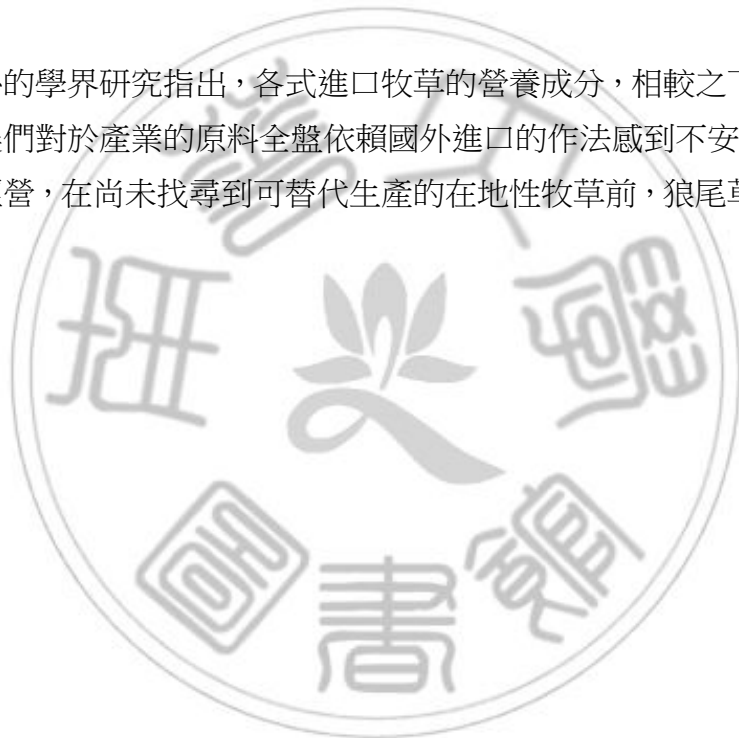 的學界研究指出，各式進口牧草的營養成分，相較之下
們對於產業的原料全盤依賴國外進口的作法感到不安
營，在尚未找尋到可替代生產的在地性牧草前，狼尾草
書